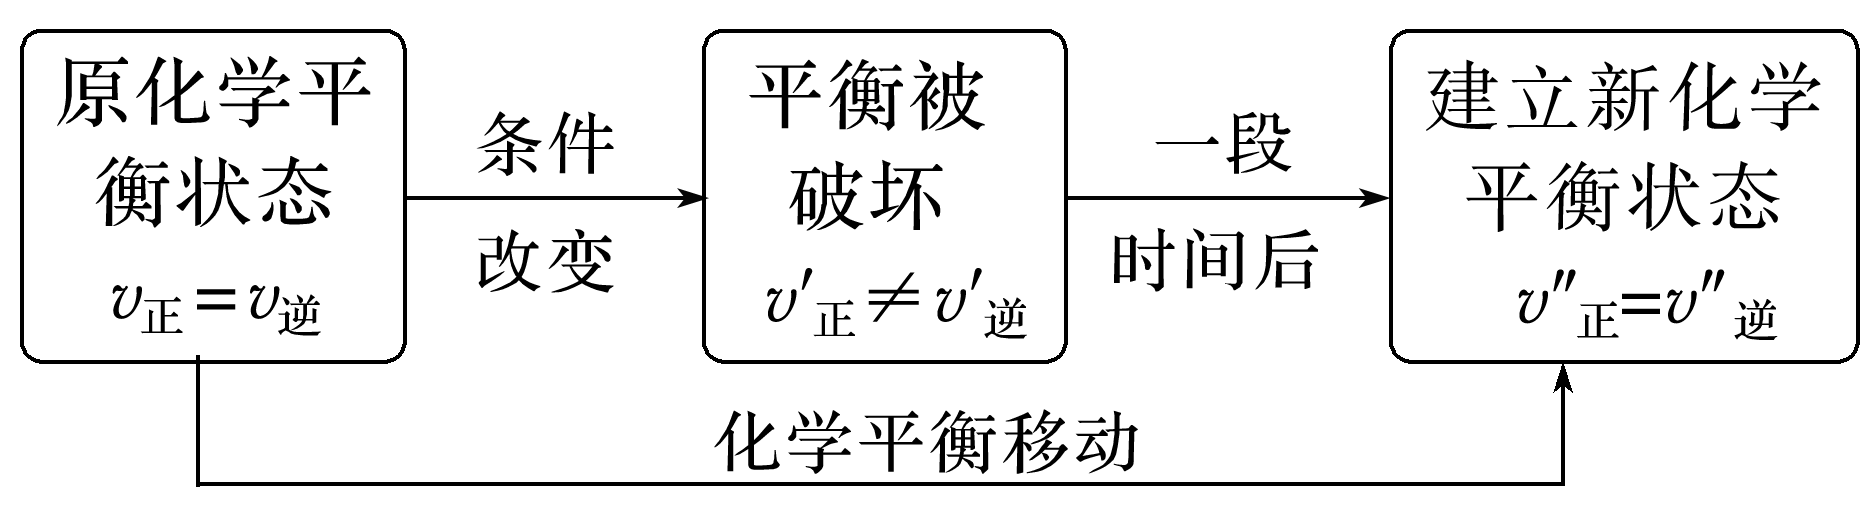 原化学平
衡状态
v正=v逆
条件
改变
平衡被
破坏
v′正≠v′逆
一段
时间后
建立新化学
平衡状态
v″正=v″逆
化学平衡移动